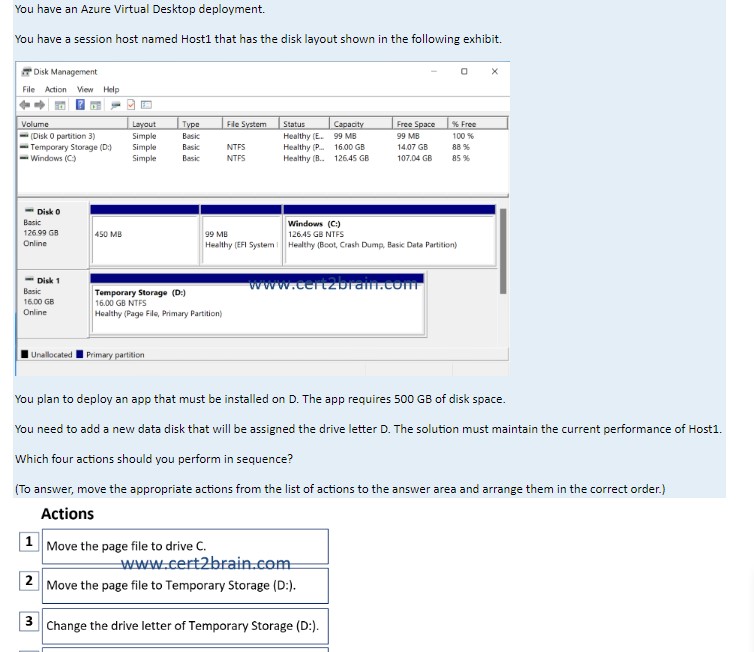 You have an Azure Virtual Desktop deployment.
You have a session host named Host1 that has the disk layout shown in the following exhibit.
Disk Management
File Action View Help
Volume Layout Type File System Status Capacity Free Space % Free
(Disk 0 partition 3) Simple Basic Healthy (E... 99 MB 99 MB 100 %
Temporary Storage (D:) Simple Basic NTFS Healthy (P... 16.00 GB 14.07 GB 88 %
Windows (C:) Simple Basic NTFS Healthy (B... 126.45 GB 107.04 GB 85 %
Disk 0
Basic
126.99 GB
Online
450 MB
99 MB
Healthy (EFI System
Windows (C:)
126.45 GB NTFS
Healthy (Boot, Crash Dump, Basic Data Partition)
www.cert2brain.com
Disk 1
Basic
16.00 GB
Online
Temporary Storage (D:)
16.00 GB NTFS
Healthy (Page File, Primary Partition)
Unallocated Primary partition
You plan to deploy an app that must be installed on D. The app requires 500 GB of disk space.
You need to add a new data disk that will be assigned the drive letter D. The solution must maintain the current performance of Host1.
Which four actions should you perform in sequence?
(To answer, move the appropriate actions from the list of actions to the answer area and arrange them in the correct order.)
Actions
1 Move the page file to drive C.
www.cert2brain.com
2 Move the page file to Temporary Storage (D:).
3 Change the drive letter of Temporary Storage (D:).